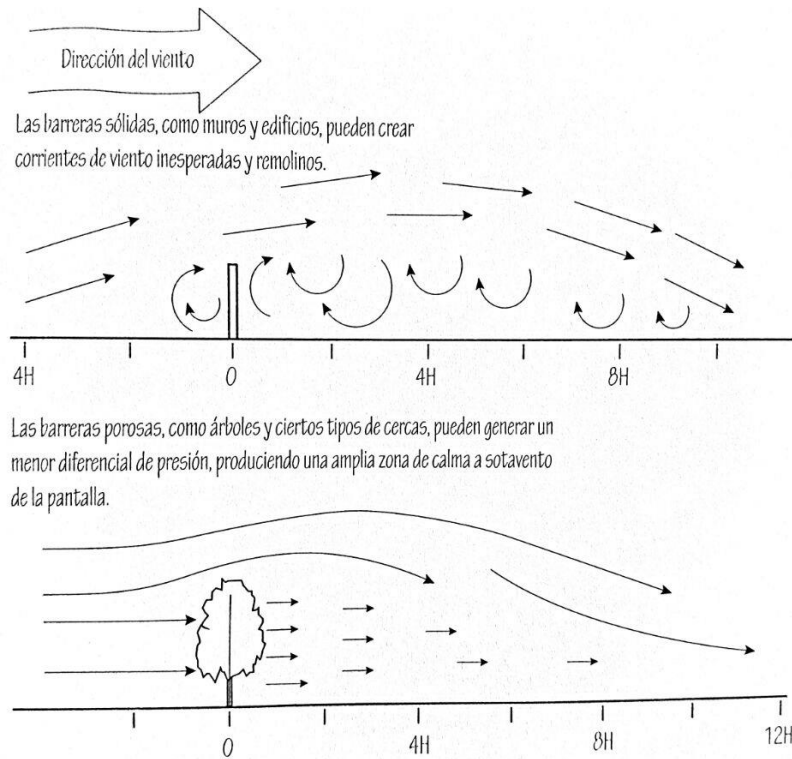 Dirección del viento
Las barreras sólidas, como muros y edificios, pueden crear
corrientes de viento inesperadas y remolinos.
4H 0 4H 8H
Las barreras porosas, como árboles y ciertos tipos de cercas, pueden generar un
menor diferencial de presión, produciendo una amplia zona de calma a sotavento
de la pantalla.
0 4H 8H 12H